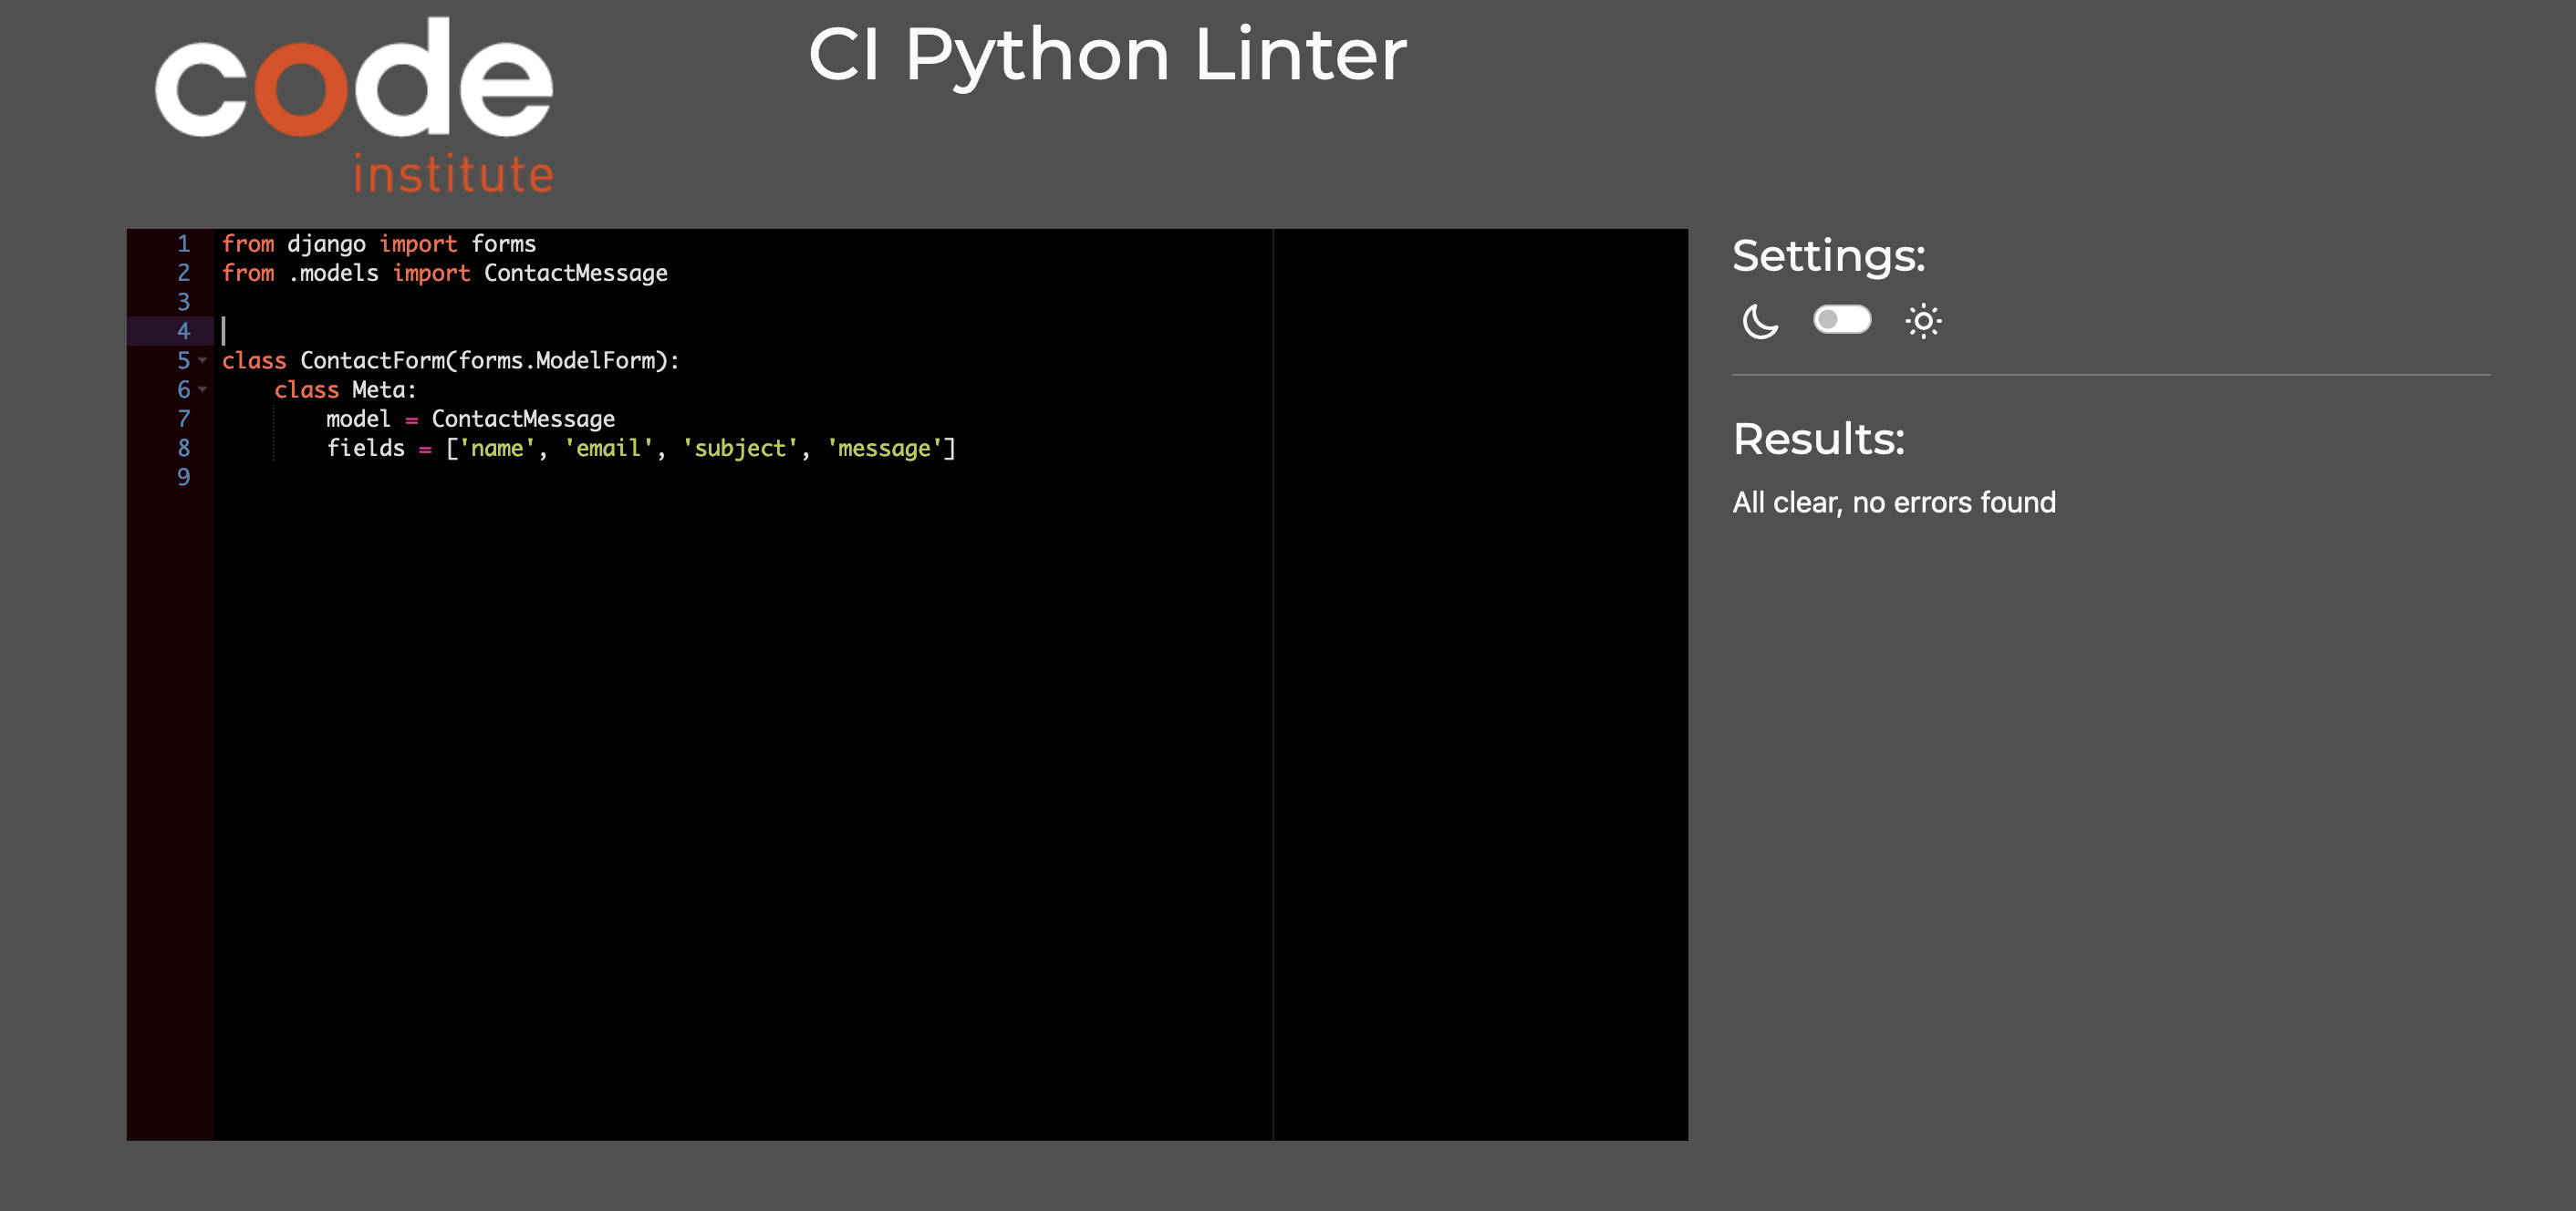 code
institute
CI Python Linter
1 from django import forms
2 from .models import ContactMessage
3
4
5 class ContactForm(forms.ModelForm):
6     class Meta:
7         model = ContactMessage
8         fields = ['name', 'email', 'subject', 'message']
9
Settings:
Results:
All clear, no errors found